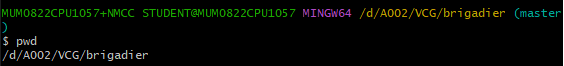 MUM0822CPU1057+NMCC STUDENT@MUM0822CPU1057 MINGW64 /d/A002/VCG/brigadier (master
)
$ pwd
/d/A002/VCG/brigadier